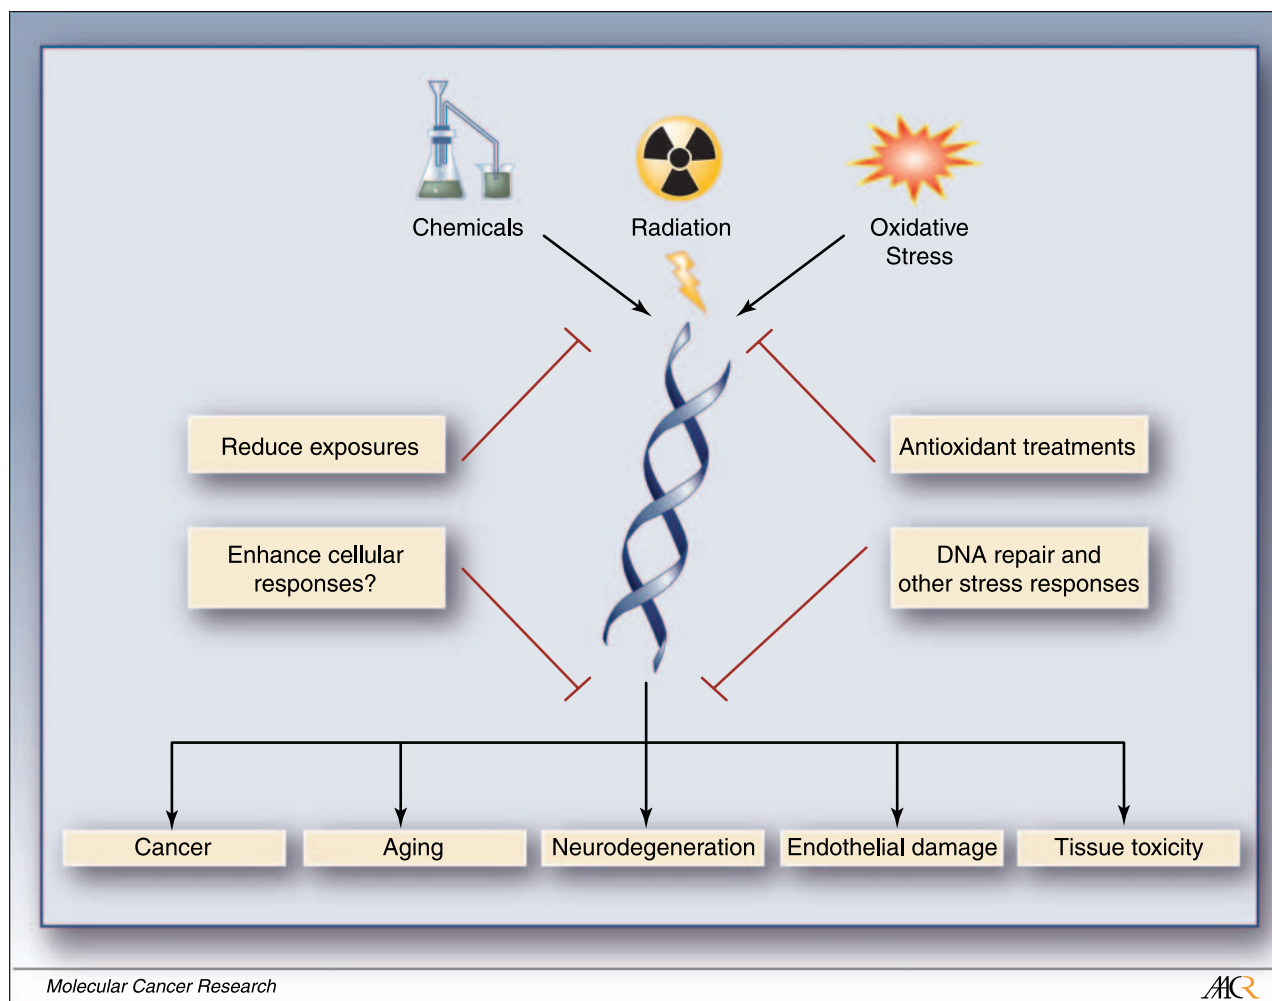 Chemicals
Radiation
Oxidative
Stress
Reduce exposures
Antioxidant treatments
Enhance cellular
responses?
DNA repair and
other stress responses
Cancer
Aging
Neurodegeneration
Endothelial damage
Tissue toxicity
Molecular Cancer Research
AACR